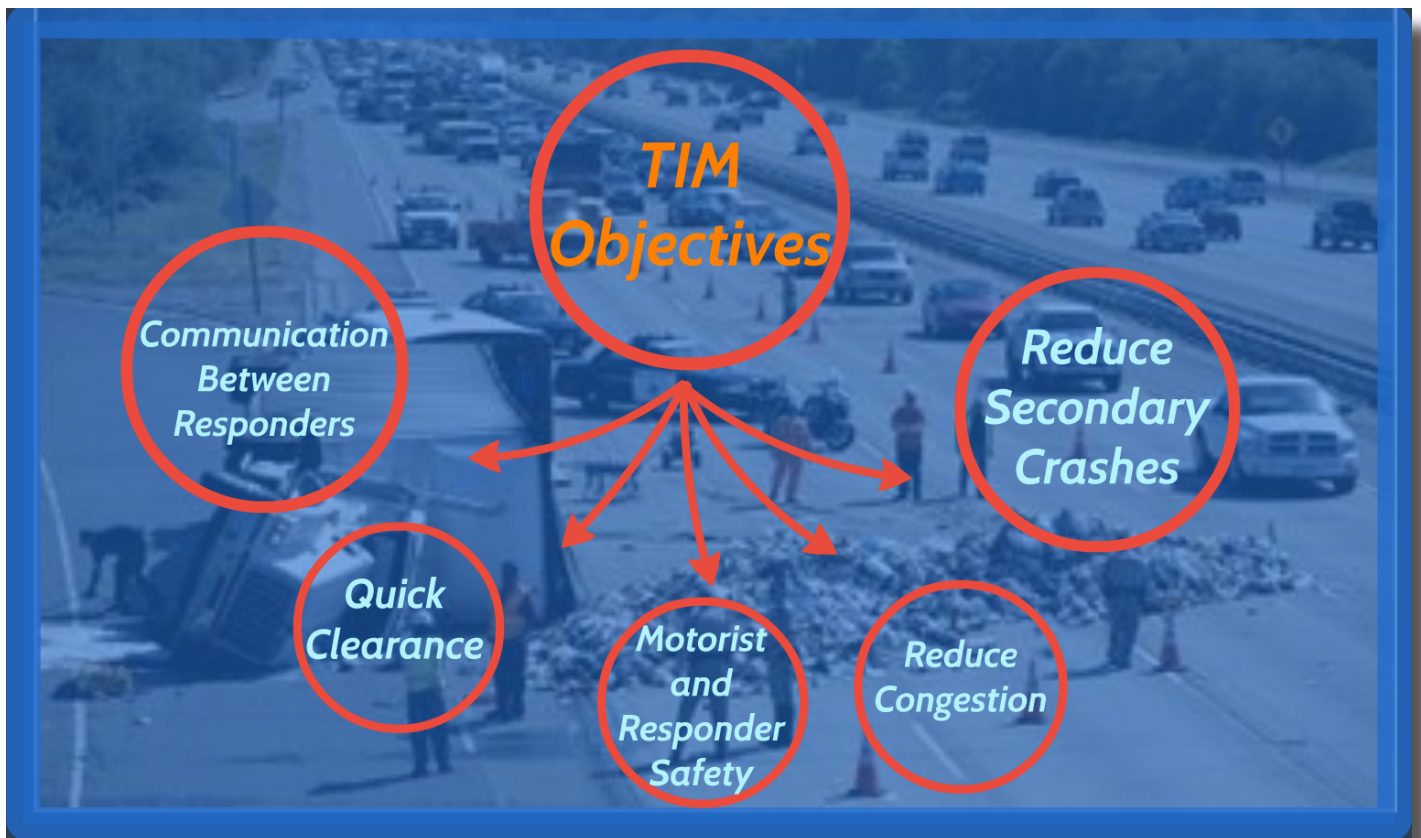 TIM
Objectives
Communication
Between
Responders
Reduce
Secondary
Crashes
Quick
Clearance
Motorist
and
Responder
Safety
Reduce
Congestion